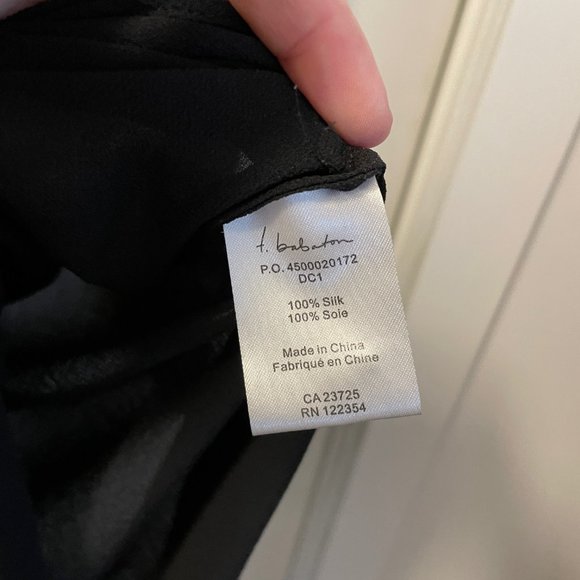 t. babaton
P.O. 4500020172
DC1
100% Silk
100% Soie
Made in China
Fabriqué en Chine
CA 23725
RN 122354